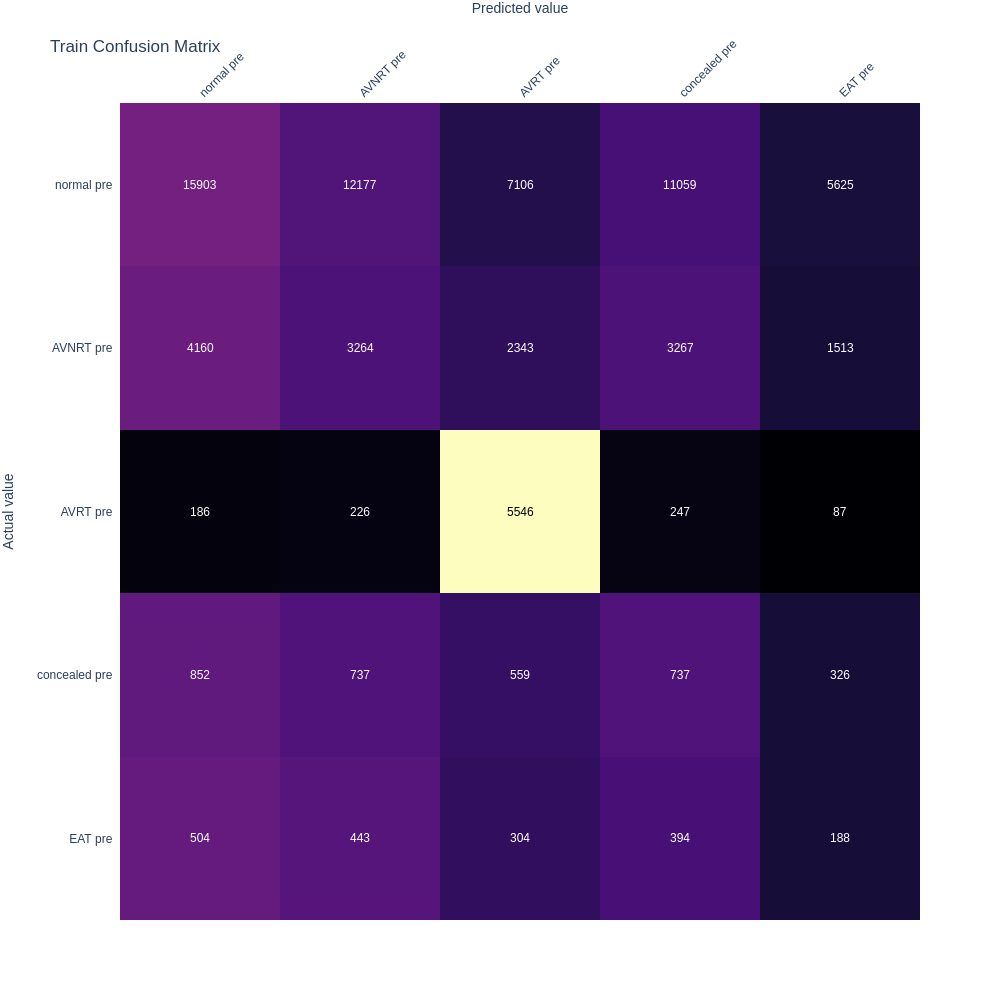 Predicted value
Train Confusion Matrix
normal pre
AVNRT pre
AVRT pre
concealed pre
EAT pre
normal pre 15903 12177 7106 11059 5625
AVNRT pre 4160 3264 2343 3267 1513
Actual value
AVRT pre 186 226 5546 247 87
concealed pre 852 737 559 737 326
EAT pre 504 443 304 394 188